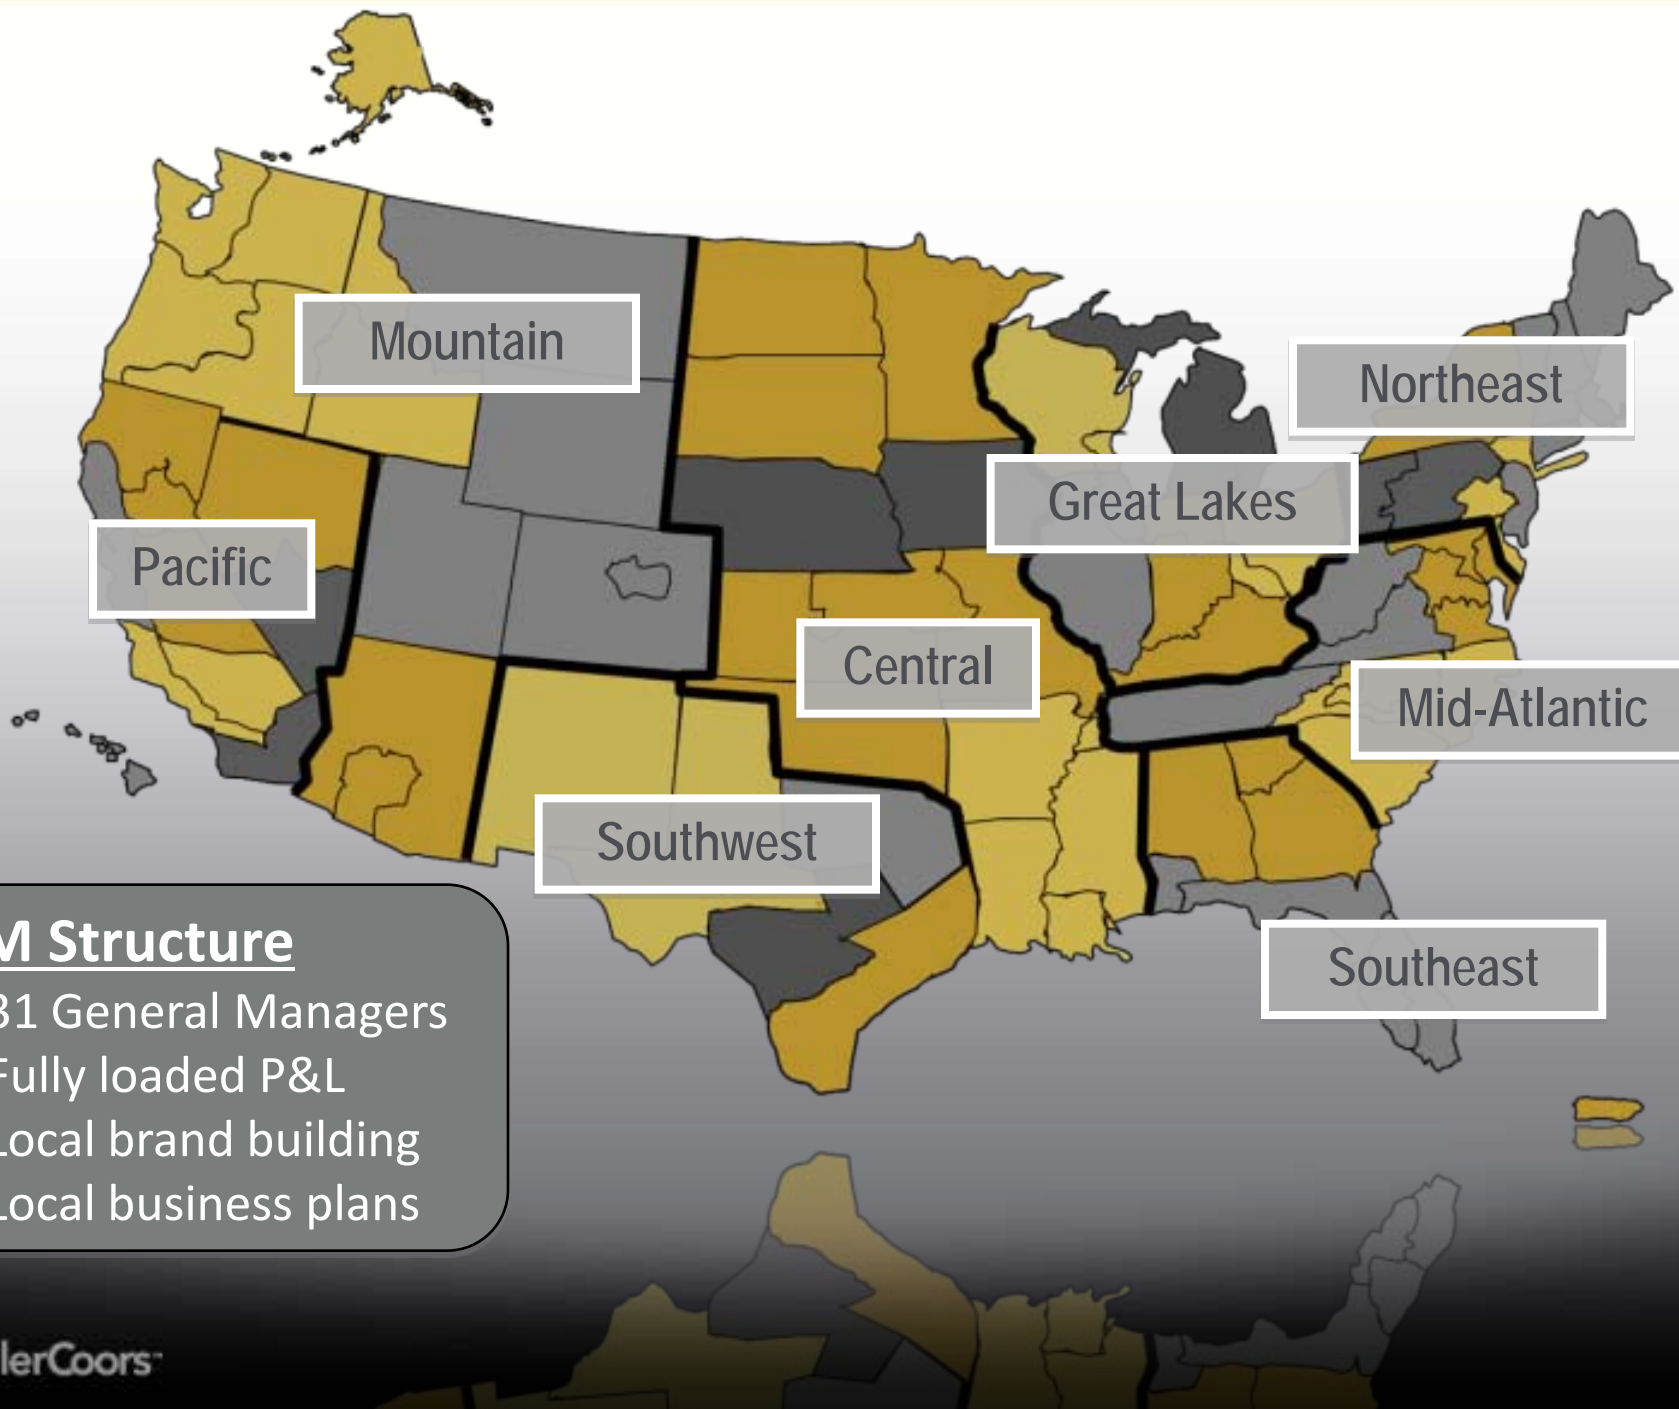 Mountain
Northeast
Great Lakes
Pacific
Central
Mid-Atlantic
Southwest
Southeast
M Structure
31 General Managers
Fully loaded P&L
Local brand building
Local business plans
lerCoors